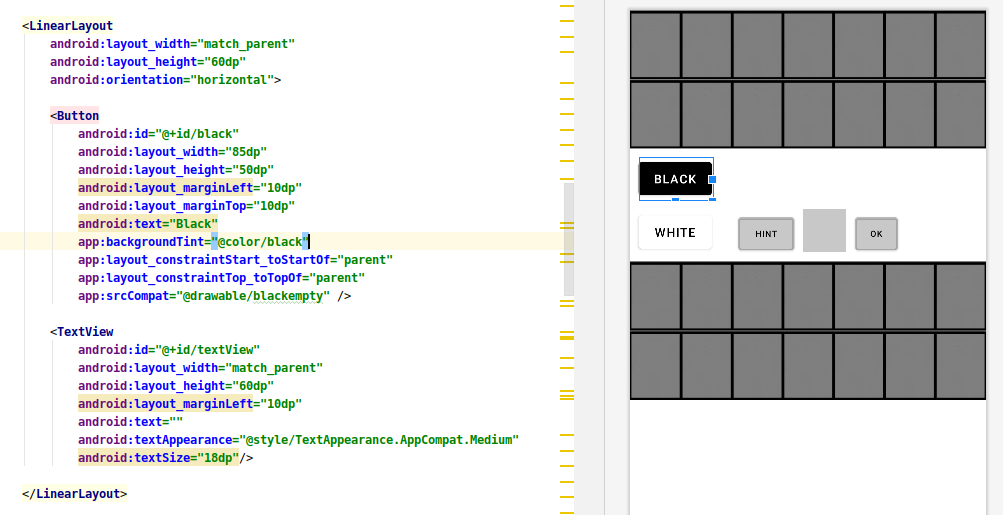 <LinearLayout
android:layout_width="match_parent"
android:layout_height="60dp"
android:orientation="horizontal">
<Button
android:id="@+id/black"
android:layout_width="85dp"
android:layout_height="50dp"
android:layout_marginLeft="10dp"
android:layout_marginTop="10dp"
android:text="Black"
app:backgroundTint="@color/black"
app:layout_constraintStart_toStartOf="parent"
app:layout_constraintTop_toTopOf="parent"
app:srcCompat="@drawable/blackempty" />
<TextView
android:id="@+id/textView"
android:layout_width="match_parent"
android:layout_height="60dp"
android:layout_marginLeft="10dp"
android:text=""
android:textAppearance="@style/TextAppearance.AppCompat.Medium"
android:textSize="18dp"/>
</LinearLayout>
BLACK
WHITE
HINT
OK